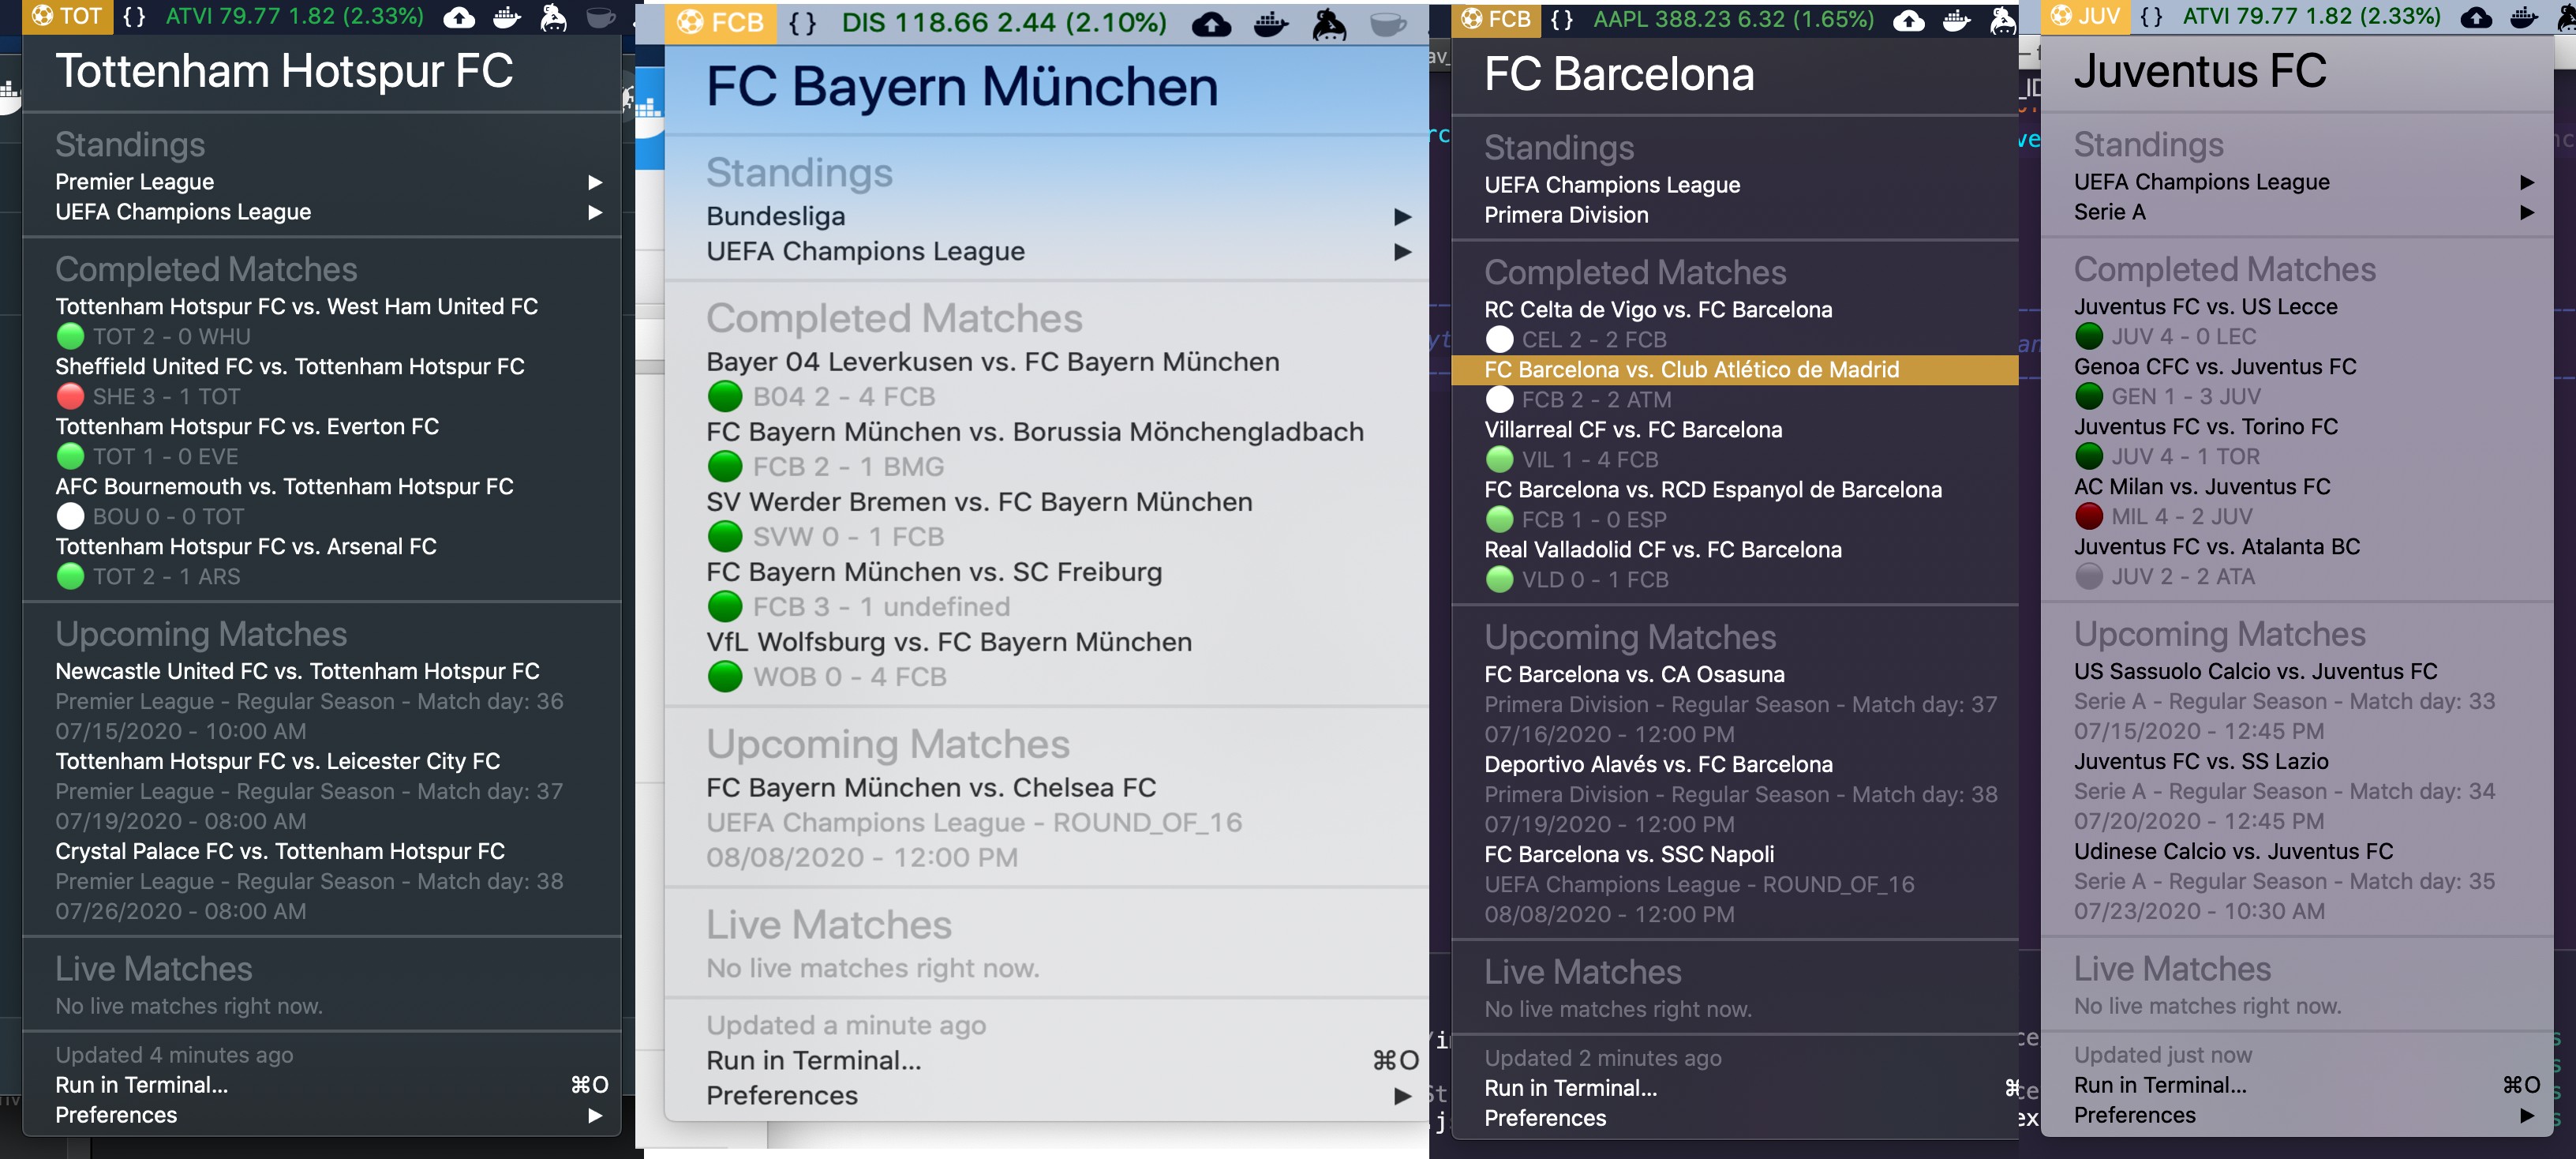 TOT {} ATVI 79.77 1.82 (2.33%)
Tottenham Hotspur FC
Standings
Premier League
UEFA Champions League
Completed Matches
Tottenham Hotspur FC vs. West Ham United FC
TOT 2 - 0 WHU
Sheffield United FC vs. Tottenham Hotspur FC
SHE 3 - 1 TOT
Tottenham Hotspur FC vs. Everton FC
TOT 1 - 0 EVE
AFC Bournemouth vs. Tottenham Hotspur FC
BOU 0 - 0 TOT
Tottenham Hotspur FC vs. Arsenal FC
TOT 2 - 1 ARS
Upcoming Matches
Newcastle United FC vs. Tottenham Hotspur FC
Premier League - Regular Season - Match day: 36
07/15/2020 - 10:00 AM
Tottenham Hotspur FC vs. Leicester City FC
Premier League - Regular Season - Match day: 37
07/19/2020 - 08:00 AM
Crystal Palace FC vs. Tottenham Hotspur FC
Premier League - Regular Season - Match day: 38
07/26/2020 - 08:00 AM
Live Matches
No live matches right now.
Updated 4 minutes ago
Run in Terminal... ⌘O
Preferences
FCB {} DIS 118.66 2.44 (2.10%)
FC Bayern München
Standings
Bundesliga
UEFA Champions League
Completed Matches
Bayer 04 Leverkusen vs. FC Bayern München
B04 2 - 4 FCB
FC Bayern München vs. Borussia Mönchengladbach
FCB 2 - 1 BMG
SV Werder Bremen vs. FC Bayern München
SVW 0 - 1 FCB
FC Bayern München vs. SC Freiburg
FCB 3 - 1 undefined
VfL Wolfsburg vs. FC Bayern München
WOB 0 - 4 FCB
Upcoming Matches
FC Bayern München vs. Chelsea FC
UEFA Champions League - ROUND_OF_16
08/08/2020 - 12:00 PM
Live Matches
No live matches right now.
Updated a minute ago
Run in Terminal... ⌘O
Preferences
FCB {} AAPL 388.23 6.32 (1.65%)
FC Barcelona
Standings
UEFA Champions League
Primera Division
Completed Matches
RC Celta de Vigo vs. FC Barcelona
CEL 2 - 2 FCB
FC Barcelona vs. Club Atlético de Madrid
FCB 2 - 2 ATM
Villarreal CF vs. FC Barcelona
VIL 1 - 4 FCB
FC Barcelona vs. RCD Espanyol de Barcelona
FCB 1 - 0 ESP
Real Valladolid CF vs. FC Barcelona
VLD 0 - 1 FCB
Upcoming Matches
FC Barcelona vs. CA Osasuna
Primera Division - Regular Season - Match day: 37
07/16/2020 - 12:00 PM
Deportivo Alavés vs. FC Barcelona
Primera Division - Regular Season - Match day: 38
07/19/2020 - 12:00 PM
FC Barcelona vs. SSC Napoli
UEFA Champions League - ROUND_OF_16
08/08/2020 - 12:00 PM
Live Matches
No live matches right now.
Updated 2 minutes ago
Run in Terminal... ⌘
Preferences
JUV {} ATVI 79.77 1.82 (2.33%)
Juventus FC
Standings
UEFA Champions League
Serie A
Completed Matches
Juventus FC vs. US Lecce
JUV 4 - 0 LEC
Genoa CFC vs. Juventus FC
GEN 1 - 3 JUV
Juventus FC vs. Torino FC
JUV 4 - 1 TOR
AC Milan vs. Juventus FC
MIL 4 - 2 JUV
Juventus FC vs. Atalanta BC
JUV 2 - 2 ATA
Upcoming Matches
US Sassuolo Calcio vs. Juventus FC
Serie A - Regular Season - Match day: 33
07/15/2020 - 12:45 PM
Juventus FC vs. SS Lazio
Serie A - Regular Season - Match day: 34
07/20/2020 - 12:45 PM
Udinese Calcio vs. Juventus FC
Serie A - Regular Season - Match day: 35
07/23/2020 - 10:30 AM
Live Matches
No live matches right now.
Updated just now
Run in Terminal... ⌘O
Preferences